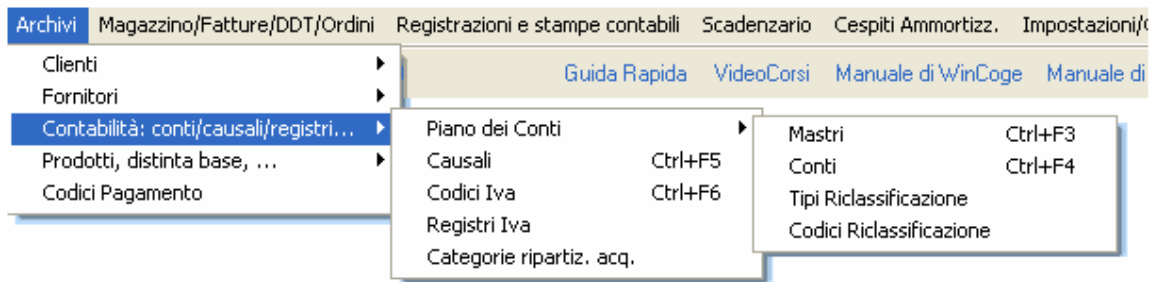 Archivi Magazzino/Fatture/DDT/Ordini Registrazioni e stampe contabili Scadenzario Cespiti Ammortizz. Impostazioni/
Guida Rapida VideoCorsi Manuale di WinCoge Manuale di
Clienti
Fornitori
Contabilità: conti/causali/registri...
Prodotti, distinta base, ...
Codici Pagamento
Piano dei Conti
Causali Ctrl+F5
Codici Iva Ctrl+F6
Registri Iva
Categorie ripartiz. acq.
Mastri Ctrl+F3
Conti Ctrl+F4
Tipi Riclassificazione
Codici Riclassificazione